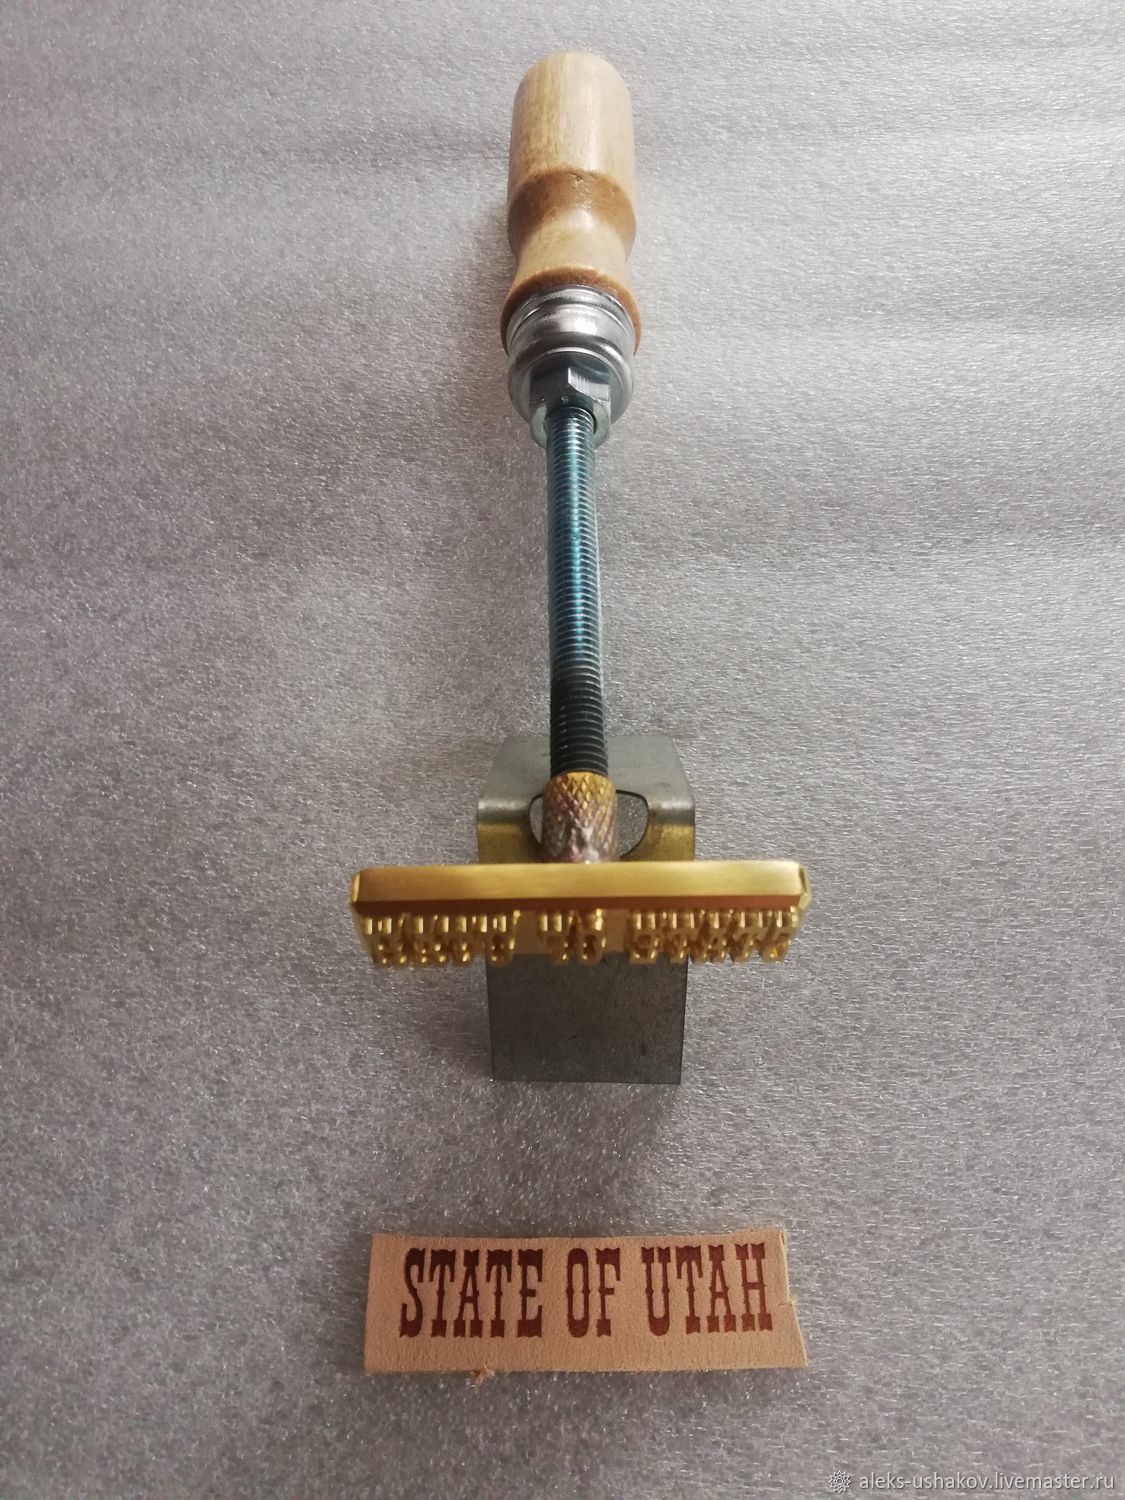 STATE OF UTAH
aleks-ushakov.livemaster.ru